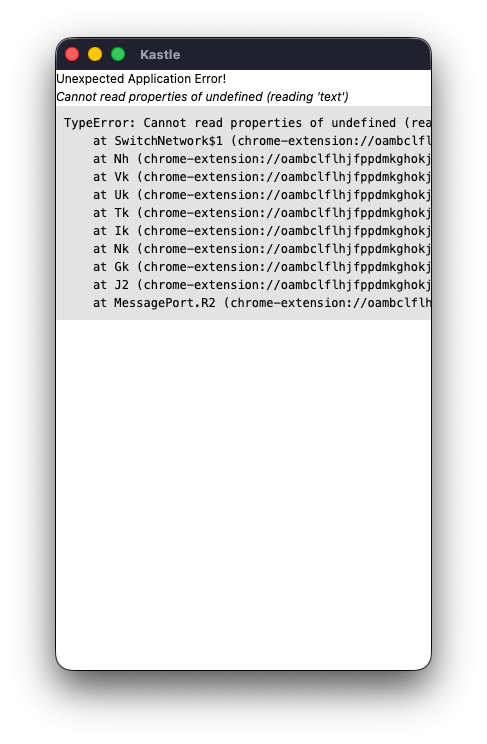 Kastle
Unexpected Application Error!
Cannot read properties of undefined (reading 'text')
TypeError: Cannot read properties of undefined (rea
at SwitchNetwork$1 (chrome-extension://oambclfl
at Nh (chrome-extension://oambclflhjfppdmkghokj
at Vk (chrome-extension://oambclflhjfppdmkghokj
at Uk (chrome-extension://oambclflhjfppdmkghokj
at Tk (chrome-extension://oambclflhjfppdmkghokj
at Ik (chrome-extension://oambclflhjfppdmkghokj
at Nk (chrome-extension://oambclflhjfppdmkghokj
at Gk (chrome-extension://oambclflhjfppdmkghokj
at J2 (chrome-extension://oambclflhjfppdmkghokj
at MessagePort.R2 (chrome-extension://oambclflh